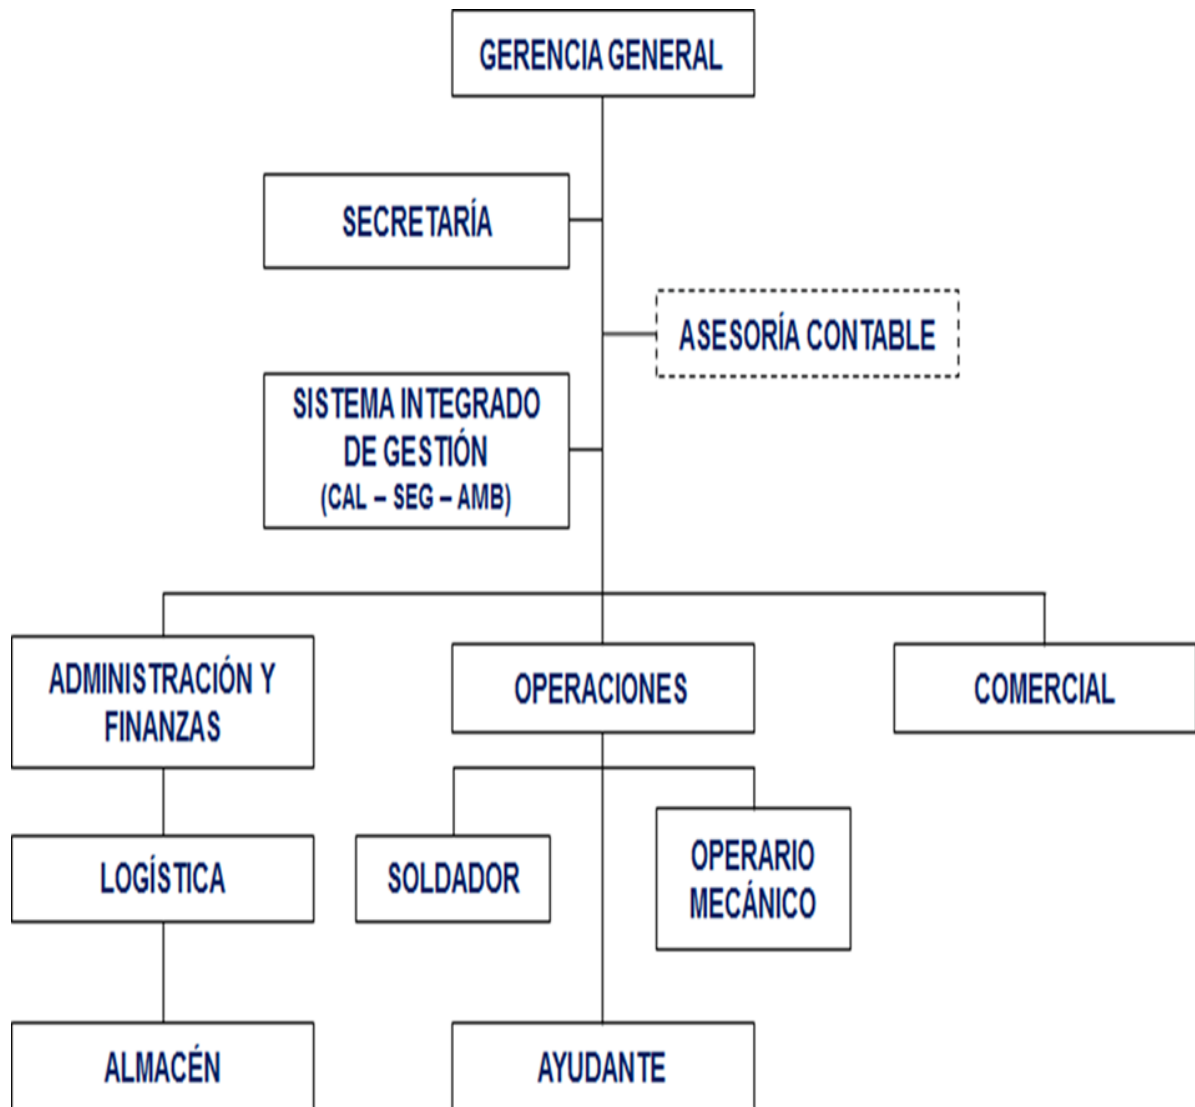 GERENCIA GENERAL
SECRETARÍA
ASESORÍA CONTABLE
SISTEMA INTEGRADO
DE GESTIÓN
(CAL – SEG – AMB)
ADMINISTRACIÓN Y
FINANZAS
OPERACIONES
COMERCIAL
LOGÍSTICA
SOLDADOR
OPERARIO
MECÁNICO
ALMACÉN
AYUDANTE